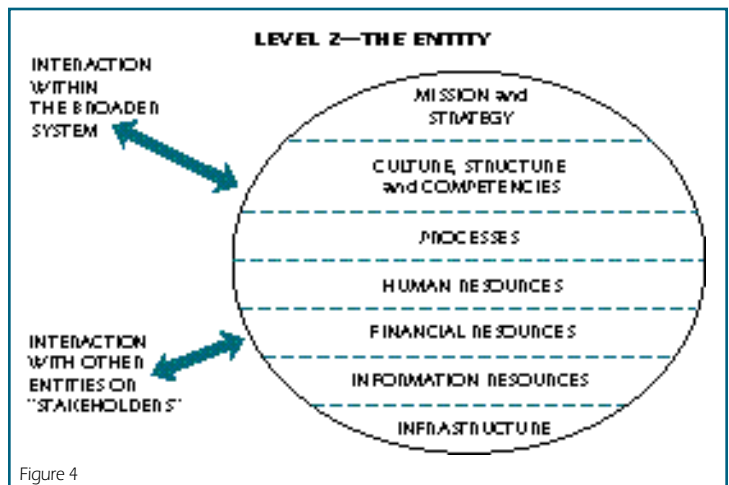 LEVEL 2—THE ENTITY
INTERACTION
WITHIN
THE BROADER
SYSTEM
MISSION and
STRATEGY
CULTURE, STRUCTURE
and COMPETENCIES
PROCESSES
HUMAN RESOURCES
FINANCIAL RESOURCES
INFORMATION RESOURCES
INFRASTRUCTURE
INTERACTION
WITH OTHER
ENTITIES OR
"STAKEHOLDERS"
Figure 4